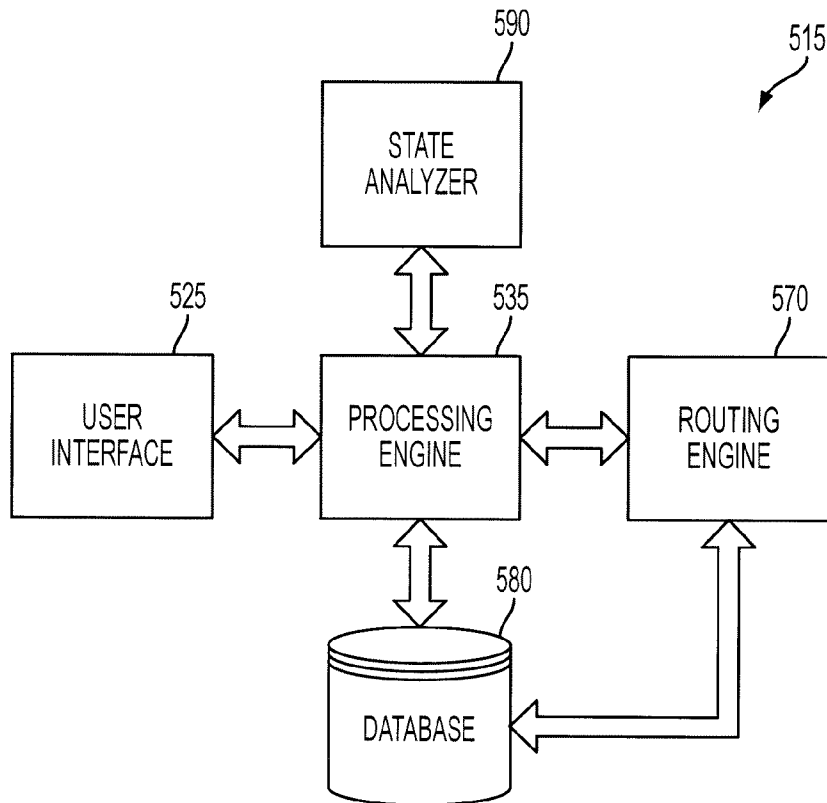 590
515
STATE
ANALYZER
525
535
570
USER
INTERFACE
PROCESSING
ENGINE
ROUTING
ENGINE
580
DATABASE